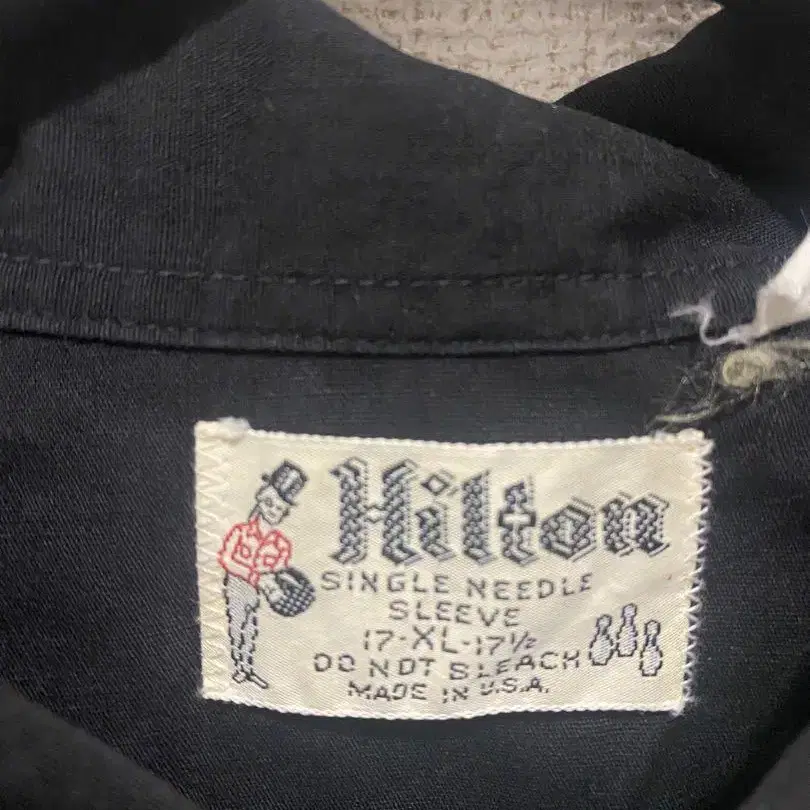 Hilton
SINGLE NEEDLE
SLEEVE
17-XL-17½
DO NOT BLEACH
MADE IN U.S.A.